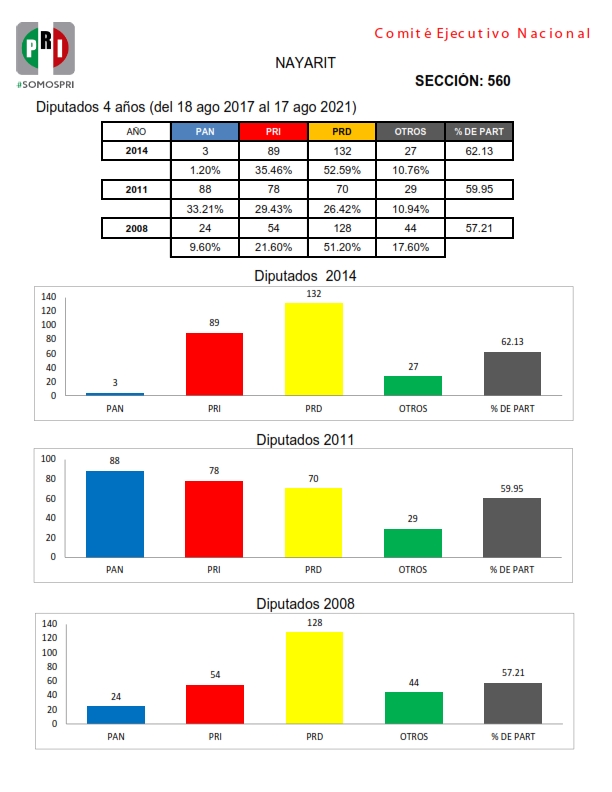 Comité Ejecutivo Nacional
PRI
#SOMOSPRI
NAYARIT
SECCIÓN: 560
Diputados 4 años (del 18 ago 2017 al 17 ago 2021)
AÑO PAN PRI PRD OTROS % DE PART
2014 3 89 132 27 62.13
1.20% 35.46% 52.59% 10.76%
2011 88 78 70 29 59.95
33.21% 29.43% 26.42% 10.94%
2008 24 54 128 44 57.21
9.60% 21.60% 51.20% 17.60%
Diputados 2014
140
120
100
80
60
40
20
0
3
89
132
27
62.13
PAN PRI PRD OTROS % DE PART
Diputados 2011
100
80
60
40
20
0
88
78
70
29
59.95
PAN PRI PRD OTROS % DE PART
Diputados 2008
140
120
100
80
60
40
20
0
24
54
128
44
57.21
PAN PRI PRD OTROS % DE PART